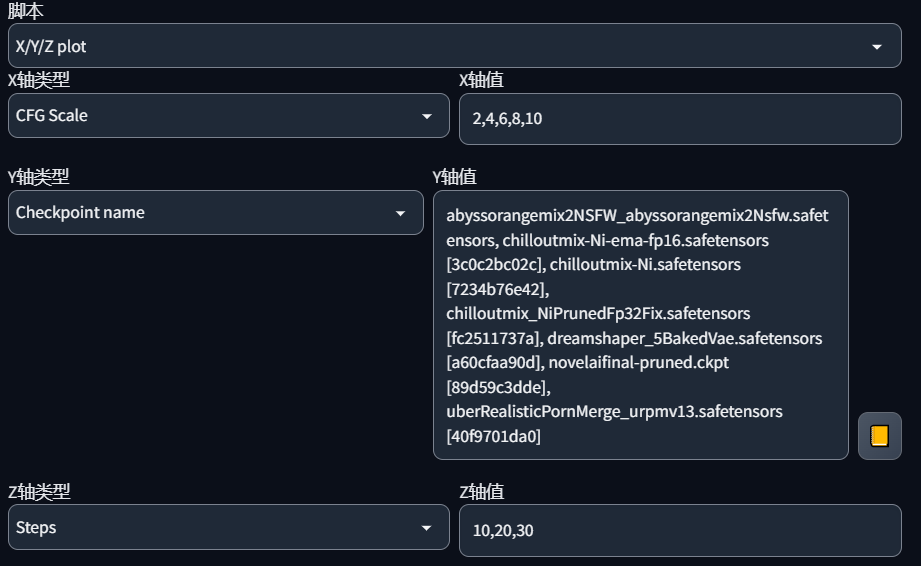 脚本
X/Y/Z plot
X轴类型
X轴值
CFG Scale
2,4,6,8,10
Y轴类型
Y轴值
Checkpoint name
abyssorangemix2NSFW_abyssorangemix2Nsfw.safet
ensors, chilloutmix-Ni-ema-fp16.safetensors
[3c0c2bc02c], chilloutmix-Ni.safetensors
[7234b76e42],
chilloutmix_NiPrunedFp32Fix.safetensors
[fc2511737a], dreamshaper_5BakedVae.safetensors
[a60cfaa90d], novelaifinal-pruned.ckpt
[89d59c3dde],
uberRealisticPornMerge_urpmv13.safetensors
[40f9701da0]
Z轴类型
Z轴值
Steps
10,20,30